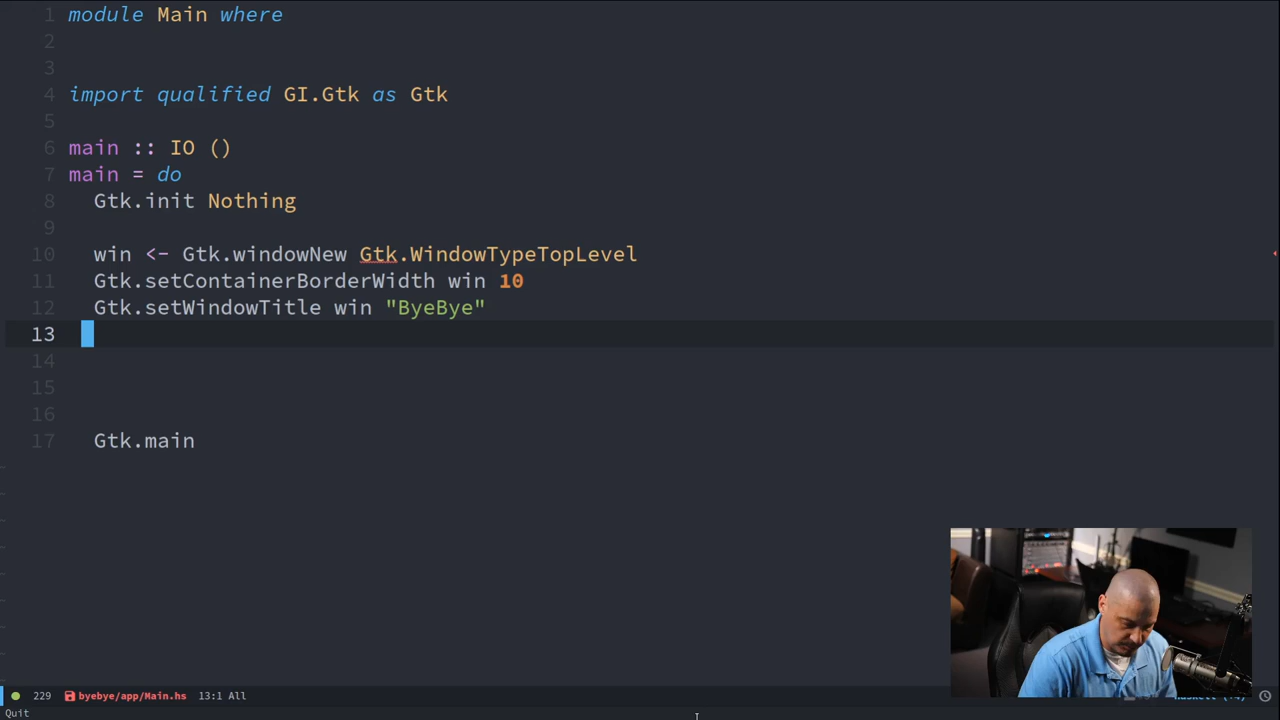 1 module Main where
2
3
4 import qualified GI.Gtk as Gtk
5
6 main :: IO ()
7 main = do
8 Gtk.init Nothing
9
10 win <- Gtk.windowNew Gtk.WindowTypeTopLevel
11 Gtk.setContainerBorderWidth win 10
12 Gtk.setWindowTitle win "ByeBye"
13
14
15
16
17 Gtk.main
229 byebye/app/Main.hs 13:1 All
Quit